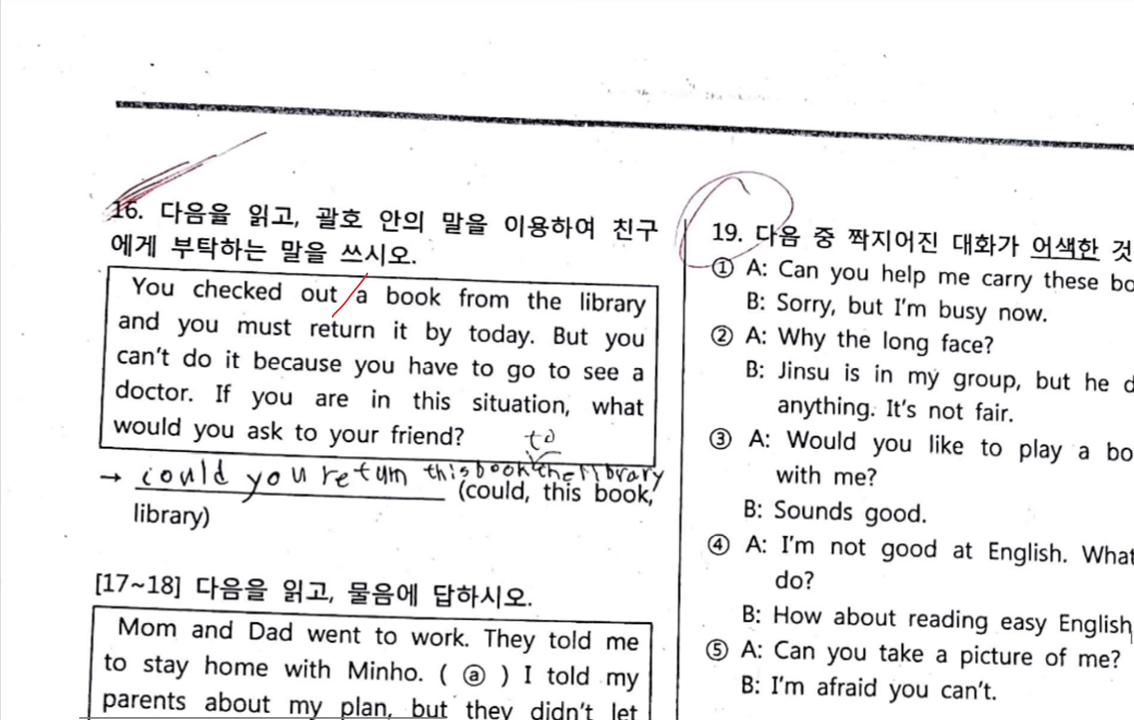 16. 다음을 읽고, 괄호 안의 말을 이용하여 친구
에게 부탁하는 말을 쓰시오.
You checked out a book from the library
and you must return it by today. But you
can't do it because you have to go to see a
doctor. If you are in this situation, what
would you ask to your friend?
to
→ could you return this book the library
(could, this book,
library)
[17~18] 다음을 읽고, 물음에 답하시오.
Mom and Dad went to work. They told me
to stay home with Minho. ( ⓐ ) I told my
parents about my plan, but they didn't let
19. 다음 중 짝지어진 대화가 어색한 것
① A: Can you help me carry these bo
B: Sorry, but I'm busy now.
② A: Why the long face?
B: Jinsu is in my group, but he d
anything. It's not fair.
③ A: Would you like to play a bo
with me?
B: Sounds good.
④ A: I'm not good at English. What
do?
B: How about reading easy English
⑤ A: Can you take a picture of me?
B: I'm afraid you can't.